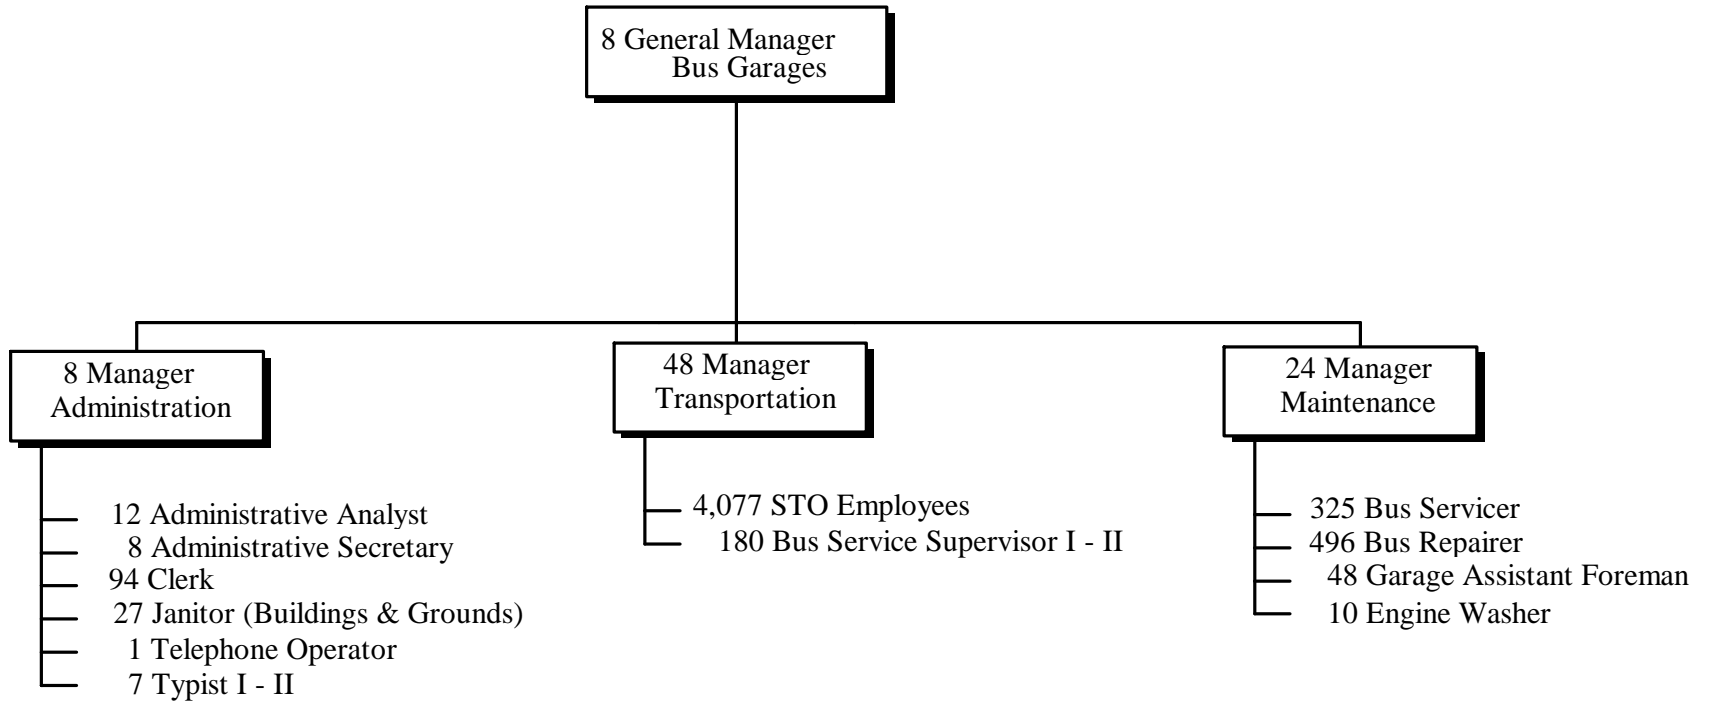 8 General Manager
Bus Garages
8 Manager
Administration
12 Administrative Analyst
8 Administrative Secretary
94 Clerk
27 Janitor (Buildings & Grounds)
1 Telephone Operator
7 Typist I - II
48 Manager
Transportation
4,077 STO Employees
180 Bus Service Supervisor I - II
24 Manager
Maintenance
325 Bus Servicer
496 Bus Repairer
48 Garage Assistant Foreman
10 Engine Washer